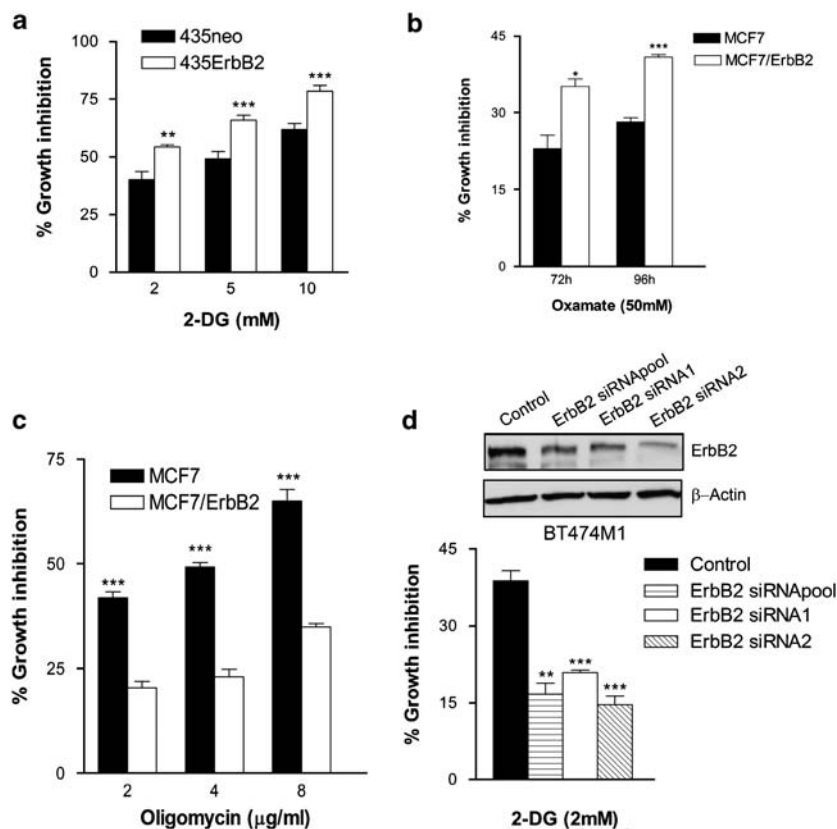 a
435neo
435ErbB2
% Growth inhibition
100
75
50
25
0
**
***
***
2
5
10
2-DG (mM)
b
MCF7
MCF7/ErbB2
% Growth inhibition
45
30
15
0
*
***
72h
96h
Oxamate (50mM)
c
MCF7
MCF7/ErbB2
% Growth inhibition
75
50
25
0
***
***
***
2
4
8
Oligomycin (μg/ml)
d
Control
ErbB2 siRNApool
ErbB2 siRNA1
ErbB2 siRNA2
ErbB2
β–Actin
BT474M1
Control
ErbB2 siRNApool
ErbB2 siRNA1
ErbB2 siRNA2
% Growth inhibition
45
30
15
0
**
***
***
2-DG (2mM)